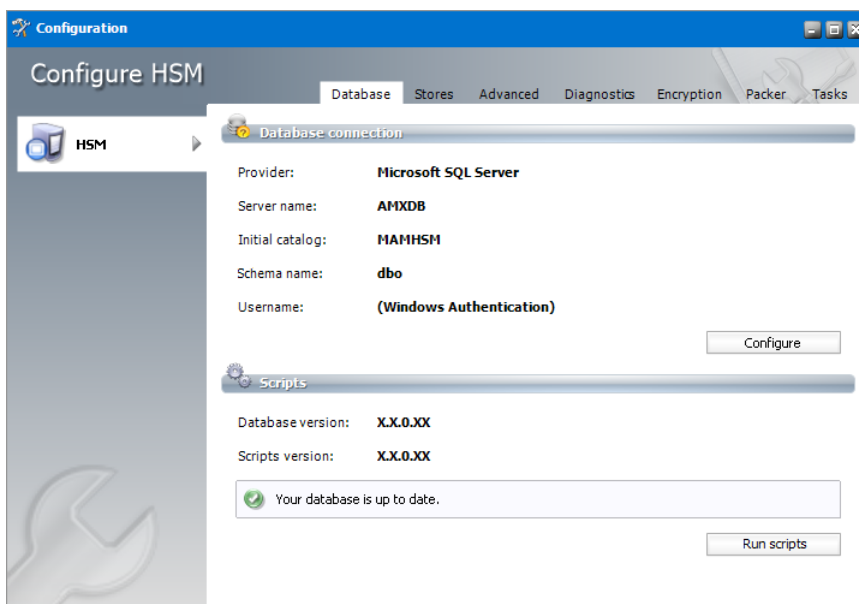 Configuration
Configure HSM
Database Stores Advanced Diagnostics Encryption Packer Tasks
HSM
Database connection
Provider: Microsoft SQL Server
Server name: AMXDB
Initial catalog: MAMHSM
Schema name: dbo
Username: (Windows Authentication)
Configure
Scripts
Database version: X.X.0.XX
Scripts version: X.X.0.XX
Your database is up to date.
Run scripts